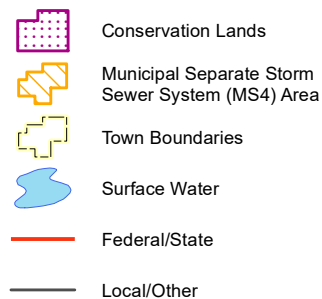 Conservation Lands
Municipal Separate Storm
Sewer System (MS4) Area
Town Boundaries
Surface Water
Federal/State
Local/Other